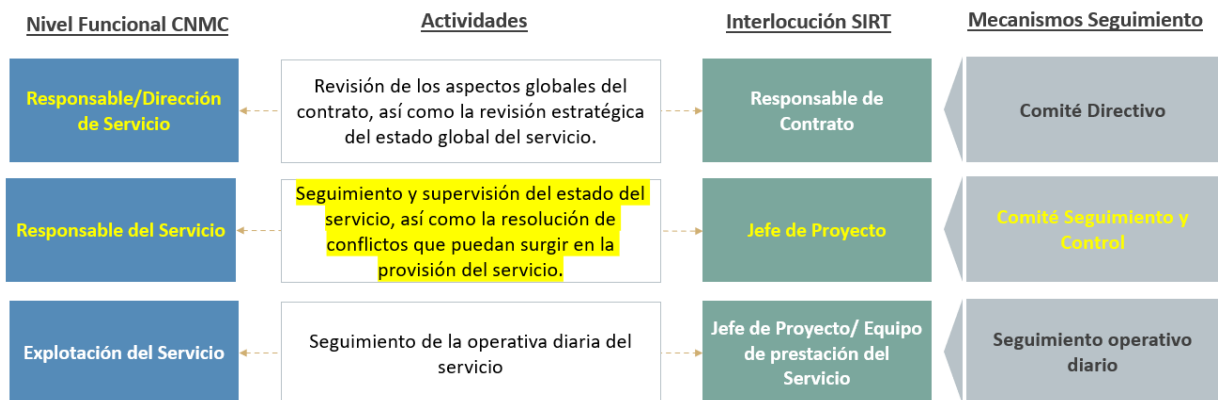 Nivel Funcional CNMC
Actividades
Interlocución SIRT
Mecanismos Seguimiento
Responsable/Dirección
de Servicio
Revisión de los aspectos globales del
contrato, así como la revisión estratégica
del estado global del servicio.
Responsable de
Contrato
Comité Directivo
Responsable del Servicio
Seguimiento y supervisión del estado del
servicio, así como la resolución de
conflictos que puedan surgir en la
provisión del servicio.
Jefe de Proyecto
Comité Seguimiento y
Control
Explotación del Servicio
Seguimiento de la operativa diaria del
servicio
Jefe de Proyecto/ Equipo
de prestación del
Servicio
Seguimiento operativo
diario